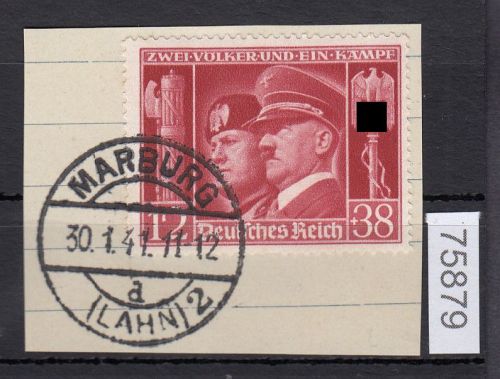 ZWEI·VÖLKER·UND·EIN·KAMPF
12 Deutsches Reich +38
MARBURG
30.1.41.11-12
a
(LAHN) 2
75879